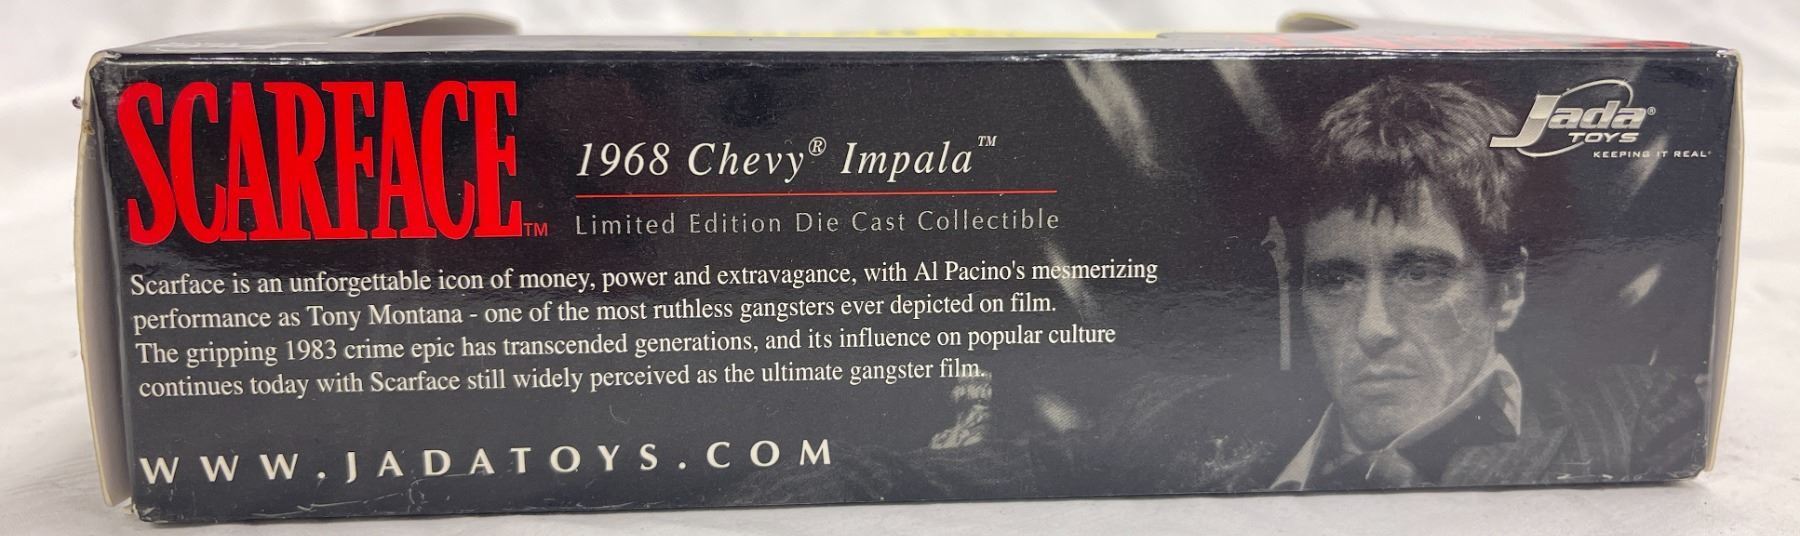 SCARFACE™
1968 Chevy® Impala™
Limited Edition Die Cast Collectible
Scarface is an unforgettable icon of money, power and extravagance, with Al Pacino's mesmerizing
performance as Tony Montana - one of the most ruthless gangsters ever depicted on film.
The gripping 1983 crime epic has transcended generations, and its influence on popular culture
continues today with Scarface still widely perceived as the ultimate gangster film.
WWW.JADATOYS.COM
Jada®
TOYS
KEEPING IT REAL